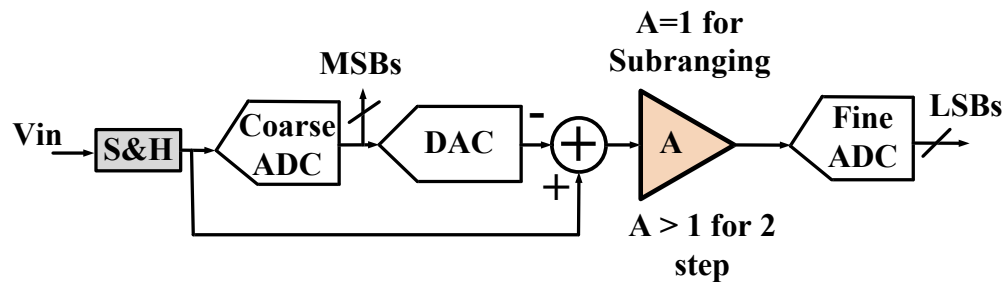 A=1 for
Subranging
MSBs
LSBs
Vin
S&H
Coarse
ADC
DAC
-
+
+
A
Fine
ADC
A > 1 for 2
step